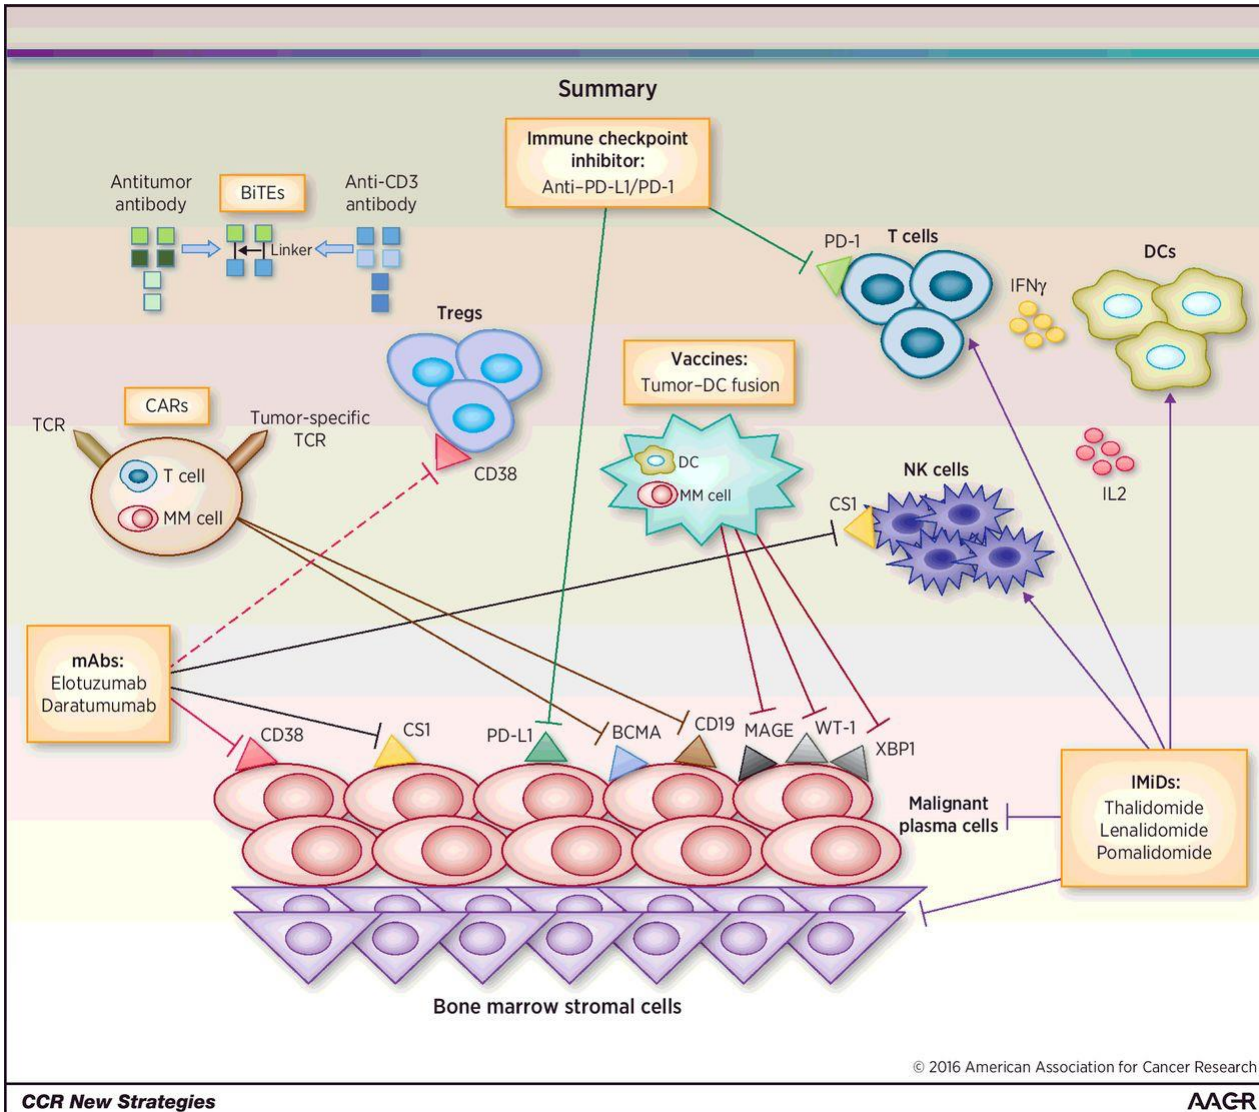 Summary
Immune checkpoint
inhibitor:
Anti–PD-L1/PD-1
Antitumor
antibody
BiTEs
Anti-CD3
antibody
Linker
PD-1
T cells
IFNγ
DCs
Tregs
Vaccines:
Tumor–DC fusion
CARs
TCR
Tumor-specific
TCR
T cell
MM cell
CD38
DC
MM cell
NK cells
CS1
IL2
mAbs:
Elotuzumab
Daratumumab
CD38
CS1
PD-L1
BCMA
CD19
MAGE
WT-1
XBP1
Malignant
plasma cells
IMiDs:
Thalidomide
Lenalidomide
Pomalidomide
Bone marrow stromal cells
© 2016 American Association for Cancer Research
CCR New Strategies
AACR